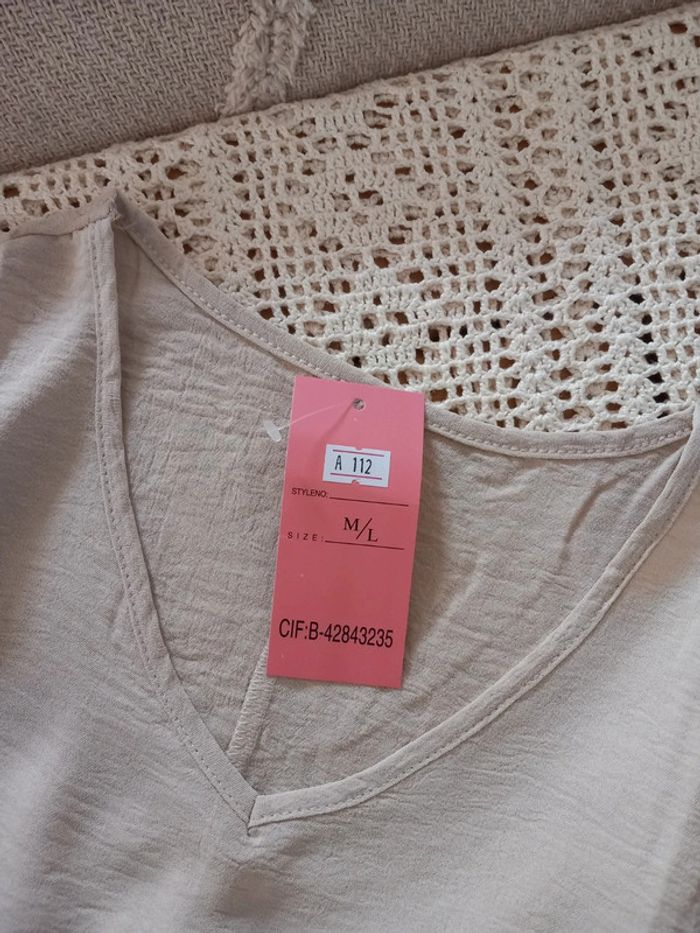 A 112
STYLENO:
SIZE: M/L
CIF:B-42843235